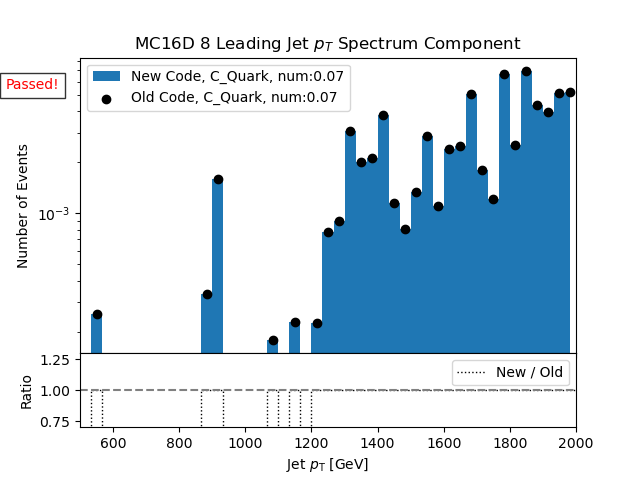 MC16D 8 Leading Jet p_T Spectrum Component
Passed!
New Code, C_Quark, num:0.07
Old Code, C_Quark, num:0.07
Number of Events
10⁻³
1.25
1.00
0.75
Ratio
New / Old
600 800 1000 1200 1400 1600 1800 2000
Jet p_T [GeV]